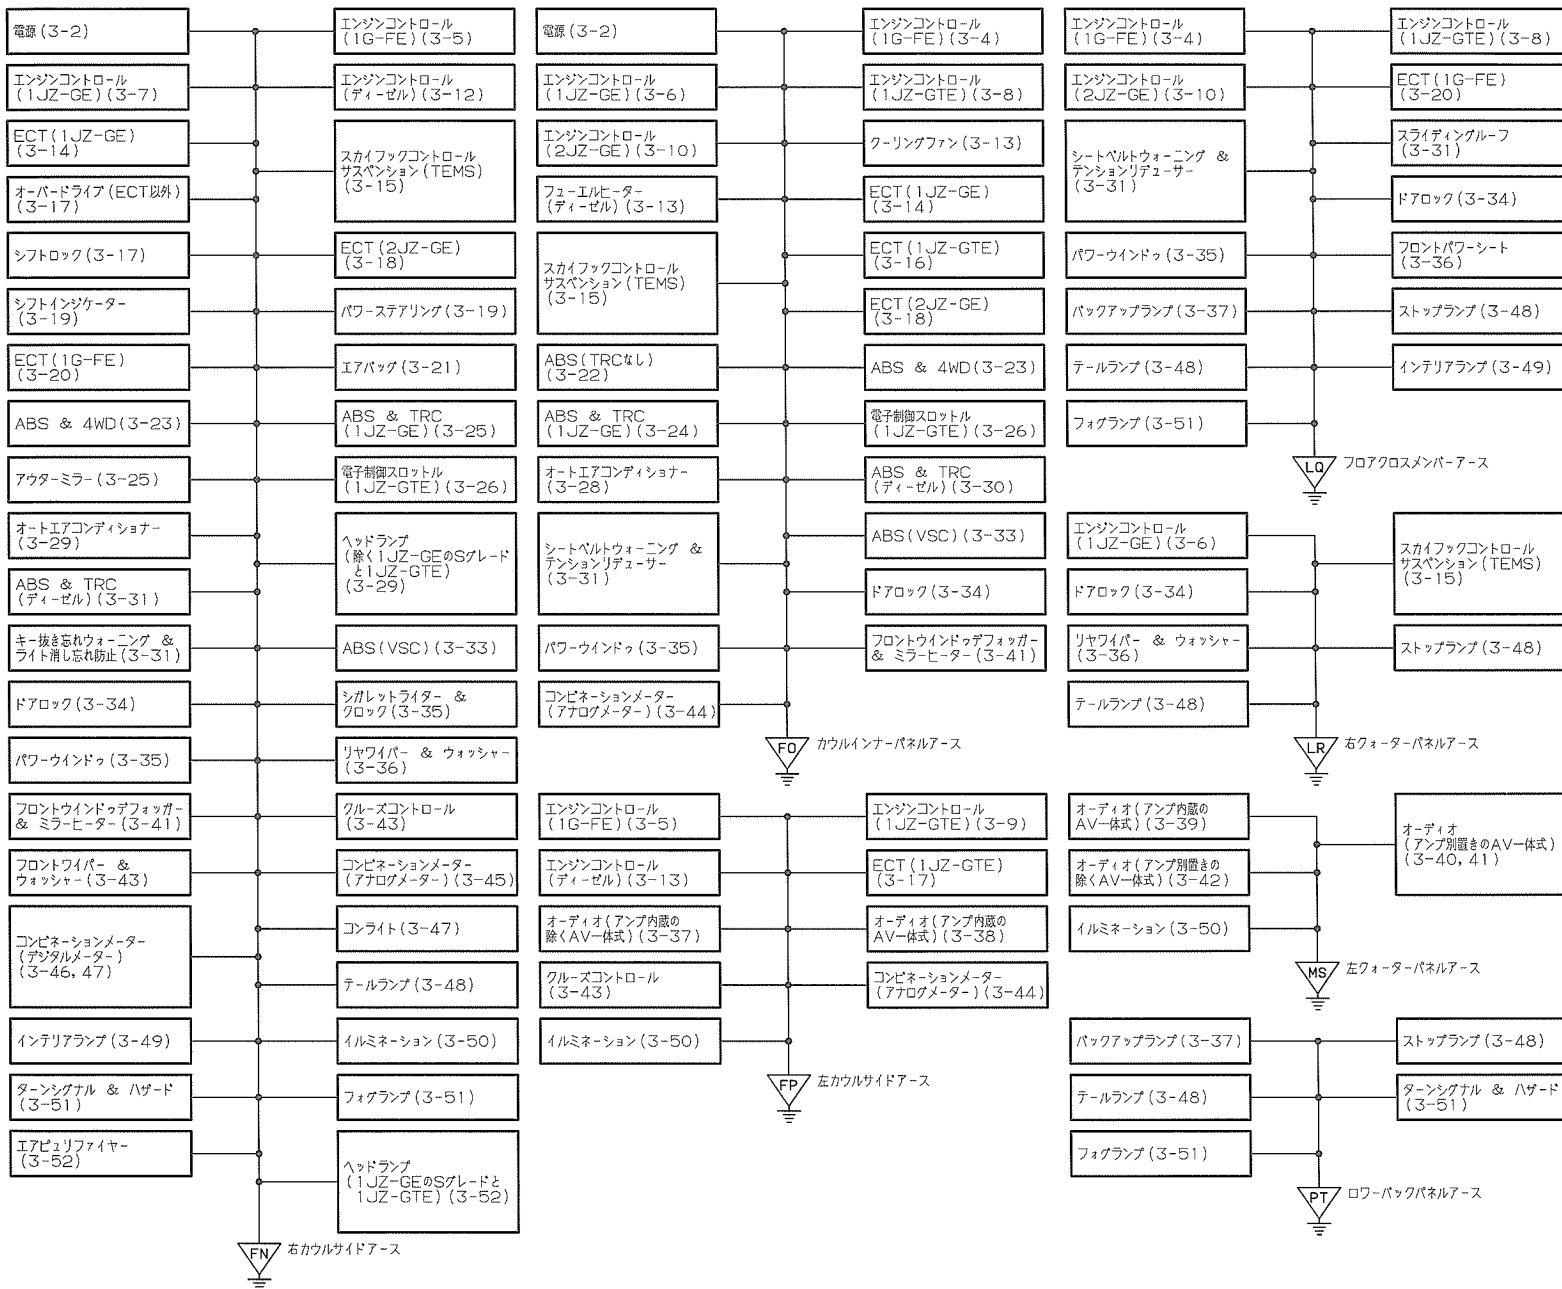 電源(3-2)
エンジンコントロール
(1JZ-GE)(3-7)
ECT(1JZ-GE)
(3-14)
オーバードライブ(ECT以外)
(3-17)
シフトロック(3-17)
シフトインジケーター
(3-19)
ECT(1G-FE)
(3-20)
ABS & 4WD(3-23)
アウターミラー(3-25)
オートエアコンディショナー
(3-29)
ABS & TRC
(ディーゼル)(3-31)
キー抜き忘れウォーニング &
ライト消し忘れ防止(3-31)
ドアロック(3-34)
パワーウインドゥ(3-35)
フロントウインドゥデフォッガー
& ミラーヒーター(3-41)
フロントワイパー &
ウォッシャー(3-43)
コンビネーションメーター
(デジタルメーター)
(3-46,47)
インテリアランプ(3-49)
ターンシグナル & ハザード
(3-51)
エアピュリファイヤー
(3-52)
エンジンコントロール
(1G-FE)(3-5)
エンジンコントロール
(ディーゼル)(3-12)
スカイフックコントロール
サスペンション(TEMS)
(3-15)
ECT(2JZ-GE)
(3-18)
パワーステアリング(3-19)
エアバッグ(3-21)
ABS & TRC
(1JZ-GE)(3-25)
電子制御スロットル
(1JZ-GTE)(3-26)
ヘッドランプ
(除く1JZ-GEのSグレード
と1JZ-GTE)
(3-29)
ABS(VSC)(3-33)
シガレットライター &
クロック(3-35)
リヤワイパー & ウォッシャー
(3-36)
クルーズコントロール
(3-43)
コンビネーションメーター
(アナログメーター)(3-45)
コンライト(3-47)
テールランプ(3-48)
イルミネーション(3-50)
フォグランプ(3-51)
ヘッドランプ
(1JZ-GEのSグレードと
1JZ-GTE)(3-52)
FN 右カウルサイドアース
電源(3-2)
エンジンコントロール
(1JZ-GE)(3-6)
エンジンコントロール
(2JZ-GE)(3-10)
フューエルヒーター
(ディーゼル)(3-13)
スカイフックコントロール
サスペンション(TEMS)
(3-15)
ABS(TRCなし)
(3-22)
ABS & TRC
(1JZ-GE)(3-24)
オートエアコンディショナー
(3-28)
シートベルトウォーニング &
テンションリデューサー
(3-31)
パワーウインドゥ(3-35)
コンビネーションメーター
(アナログメーター)(3-44)
エンジンコントロール
(1G-FE)(3-4)
エンジンコントロール
(1JZ-GTE)(3-8)
クーリングファン(3-13)
ECT(1JZ-GE)
(3-14)
ECT(1JZ-GTE)
(3-16)
ECT(2JZ-GE)
(3-18)
ABS & 4WD(3-23)
電子制御スロットル
(1JZ-GTE)(3-26)
ABS & TRC
(ディーゼル)(3-30)
ABS(VSC)(3-33)
ドアロック(3-34)
フロントウインドゥデフォッガー
& ミラーヒーター(3-41)
FO カウルインナーパネルアース
エンジンコントロール
(1G-FE)(3-5)
エンジンコントロール
(ディーゼル)(3-13)
オーディオ(アンプ内蔵の
除くAV一体式)(3-37)
クルーズコントロール
(3-43)
イルミネーション(3-50)
エンジンコントロール
(1JZ-GTE)(3-9)
ECT(1JZ-GTE)
(3-17)
オーディオ(アンプ内蔵の
AV一体式)(3-38)
コンビネーションメーター
(アナログメーター)(3-44)
FP 左カウルサイドアース
エンジンコントロール
(1G-FE)(3-4)
エンジンコントロール
(2JZ-GE)(3-10)
シートベルトウォーニング &
テンションリデューサー
(3-31)
パワーウインドゥ(3-35)
バックアップランプ(3-37)
テールランプ(3-48)
フォグランプ(3-51)
エンジンコントロール
(1JZ-GTE)(3-8)
ECT(1G-FE)
(3-20)
スライディングルーフ
(3-31)
ドアロック(3-34)
フロントパワーシート
(3-36)
ストップランプ(3-48)
インテリアランプ(3-49)
LQ フロアクロスメンバーアース
エンジンコントロール
(1JZ-GE)(3-6)
ドアロック(3-34)
リヤワイパー & ウォッシャー
(3-36)
テールランプ(3-48)
スカイフックコントロール
サスペンション(TEMS)
(3-15)
ストップランプ(3-48)
LR 右クォーターパネルアース
オーディオ(アンプ内蔵の
AV一体式)(3-39)
オーディオ(アンプ別置きの
除くAV一体式)(3-42)
イルミネーション(3-50)
オーディオ
(アンプ別置きのAV一体式)
(3-40,41)
MS 左クォーターパネルアース
バックアップランプ(3-37)
テールランプ(3-48)
フォグランプ(3-51)
ストップランプ(3-48)
ターンシグナル & ハザード
(3-51)
PT ロワーバックパネルアース